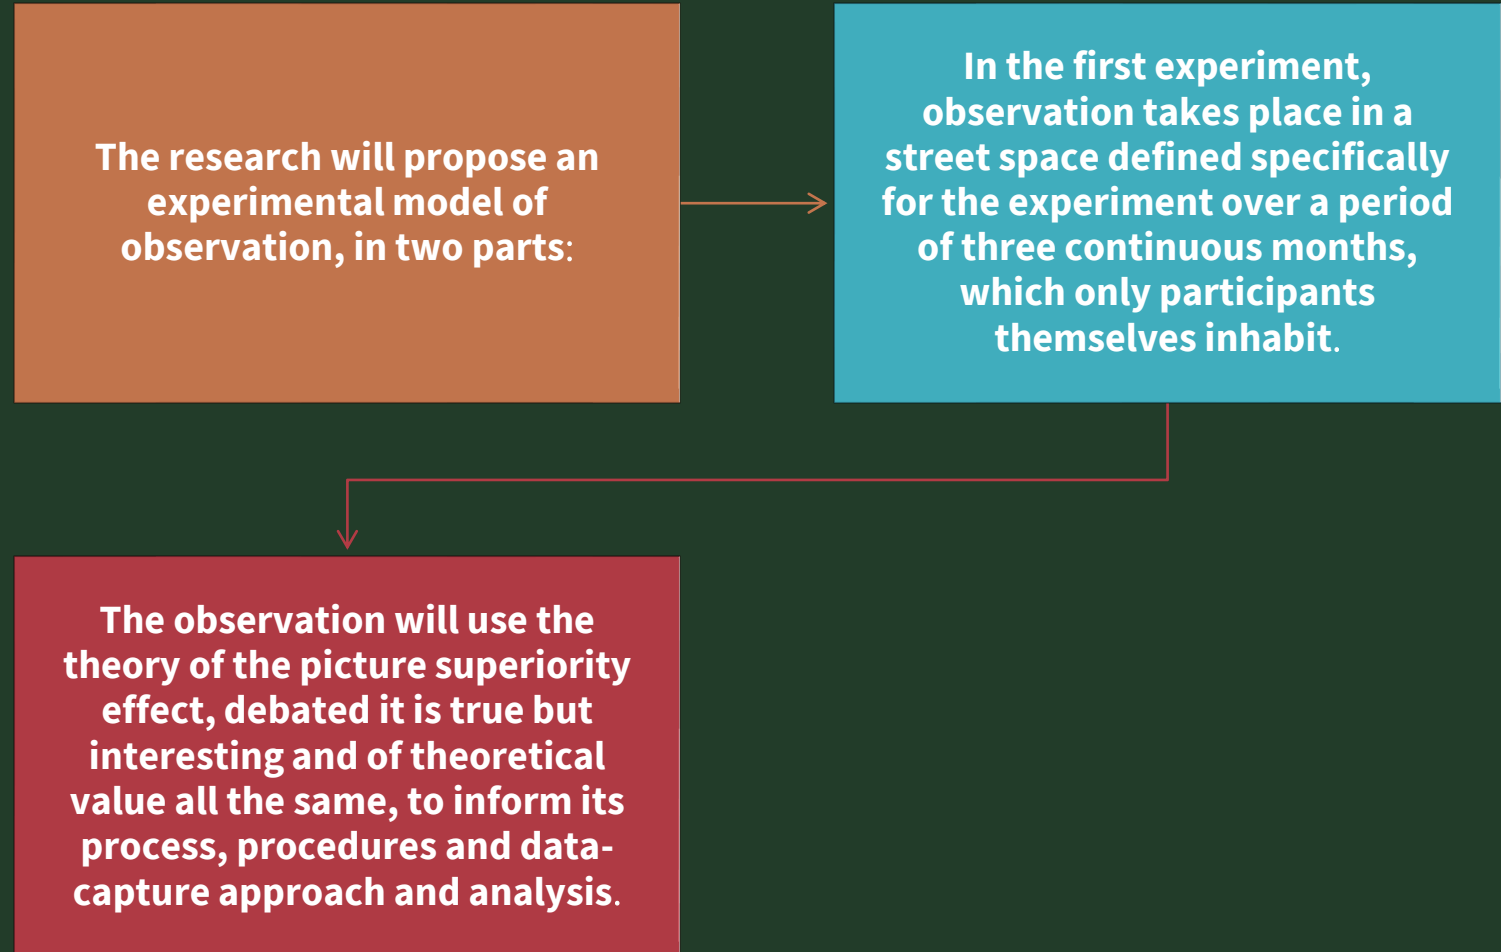 The research will propose an
experimental model of
observation, in two parts:
In the first experiment,
observation takes place in a
street space defined specifically
for the experiment over a period
of three continuous months,
which only participants
themselves inhabit.
The observation will use the
theory of the picture superiority
effect, debated it is true but
interesting and of theoretical
value all the same, to inform its
process, procedures and data-
capture approach and analysis.